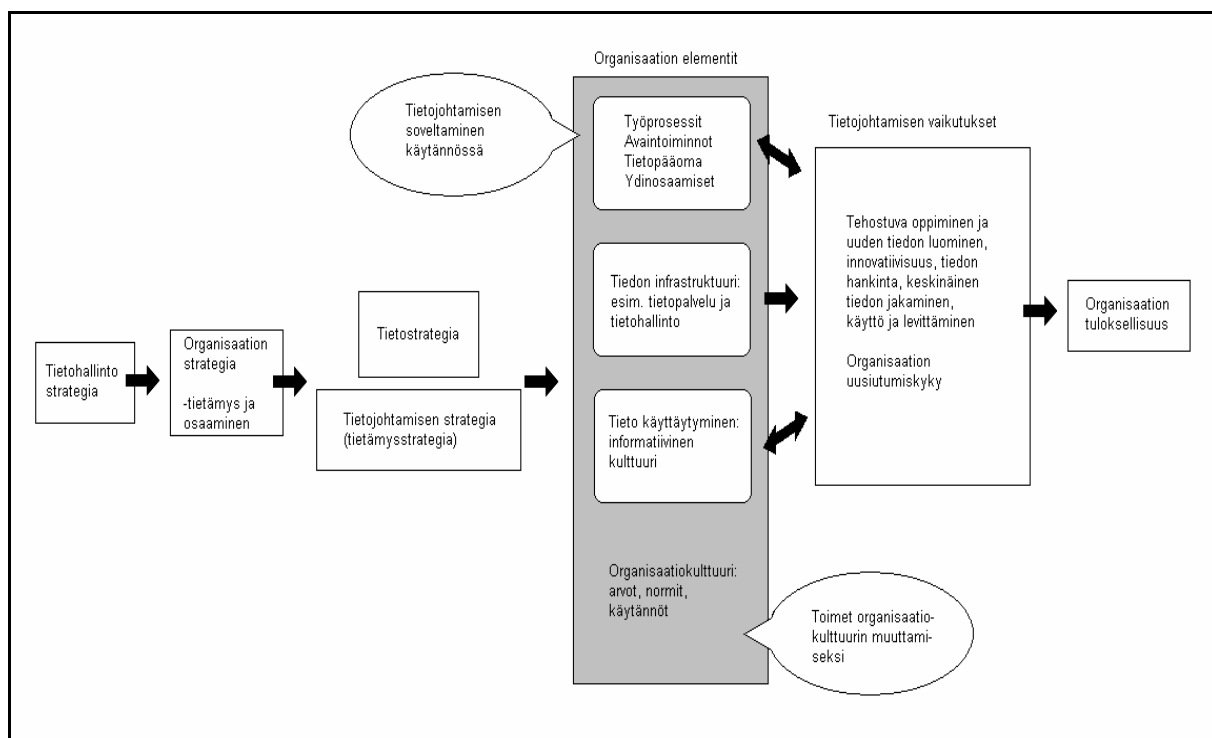 Organisaation elementit
Tietojohtamisen
soveltaminen
käytännössä
Työprosessit
Avaintoiminnot
Tietopääoma
Ydinosaamiset
Tietojohtamisen vaikutukset
Tehostuva oppiminen ja
uuden tiedon luominen,
innovatiivisuus, tiedon
hankinta, keskinäinen
tiedon jakaminen,
käyttö ja levittäminen
Organisaation
uusiutumiskyky
Tiedon infrastruktuuri:
esim. tietopalvelu ja
tietohallinto
Organisaation
tuloksellisuus
Tietostrategia
Tietohallinto
strategia
Organisaation
strategia
-tietämys ja
osaaminen
Tietojohtamisen strategia
(tietämysstrategia)
Tieto käyttäytyminen:
informatiivinen
kulttuuri
Organisaatiokulttuuri:
arvot, normit,
käytännöt
Toimet organisaatio-
kulttuurin muuttami-
seksi